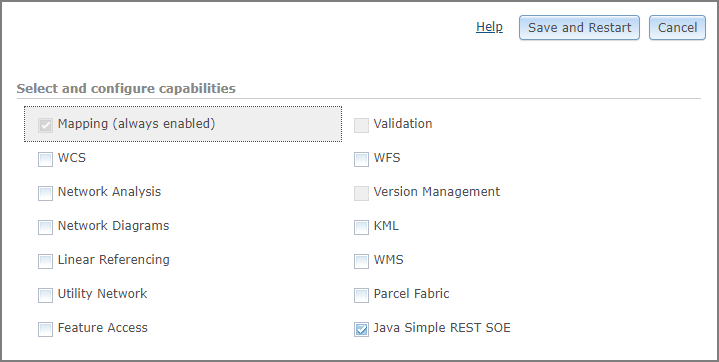 Help Save and Restart Cancel
Select and configure capabilities
Mapping (always enabled) Validation
WCS WFS
Network Analysis Version Management
Network Diagrams KML
Linear Referencing WMS
Utility Network Parcel Fabric
Feature Access Java Simple REST SOE